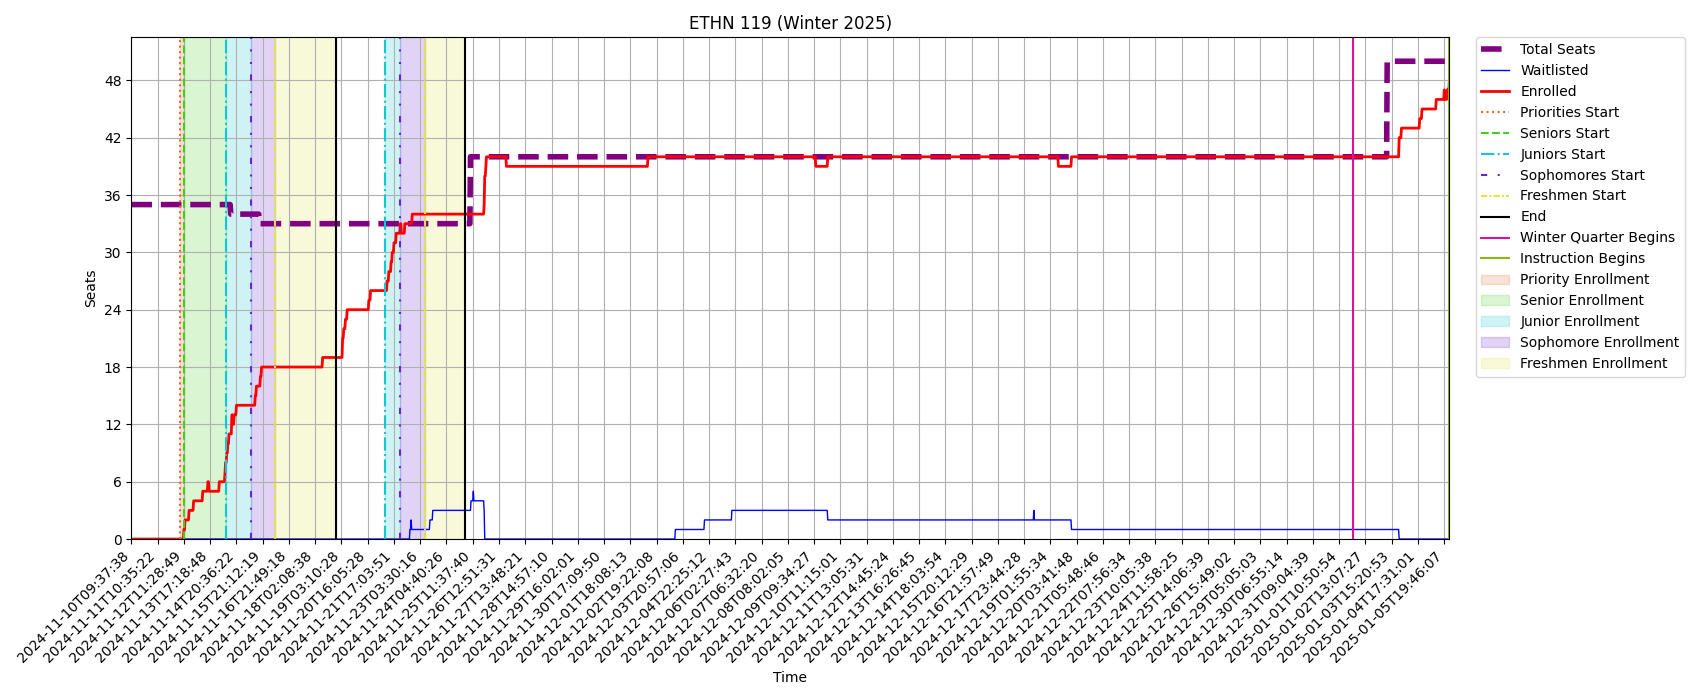 ETHN 119 (Winter 2025)
Seats
48
42
36
30
24
18
12
6
0
2024-11-10T09:37:38
2024-11-11T10:35:22
2024-11-12T11:28:49
2024-11-13T17:18:48
2024-11-14T20:36:22
2024-11-15T21:12:19
2024-11-16T21:49:18
2024-11-18T02:08:38
2024-11-19T03:10:28
2024-11-20T16:05:28
2024-11-21T17:03:51
2024-11-23T03:30:16
2024-11-24T04:40:26
2024-11-25T11:37:40
2024-11-26T12:51:31
2024-11-27T13:48:21
2024-11-28T14:57:10
2024-11-29T16:02:01
2024-11-30T17:09:50
2024-12-01T18:08:13
2024-12-02T19:22:08
2024-12-03T20:57:06
2024-12-04T22:25:12
2024-12-06T02:27:43
2024-12-07T06:32:20
2024-12-08T08:02:05
2024-12-09T09:34:27
2024-12-10T11:15:01
2024-12-12T13:05:31
2024-12-13T14:45:24
2024-12-13T16:26:45
2024-12-14T18:03:54
2024-12-15T20:12:29
2024-12-16T21:57:49
2024-12-17T23:44:28
2024-12-19T01:55:34
2024-12-20T03:41:48
2024-12-21T05:48:46
2024-12-22T07:56:34
2024-12-23T10:05:38
2024-12-24T11:58:25
2024-12-25T14:06:39
2024-12-26T15:49:02
2024-12-29T05:05:03
2024-12-30T06:55:14
2024-12-31T09:04:39
2025-01-01T10:50:54
2025-01-02T13:07:27
2025-01-03T15:20:53
2025-01-04T17:31:01
2025-01-05T19:46:07
Time
Total Seats
Waitlisted
Enrolled
Priorities Start
Seniors Start
Juniors Start
Sophomores Start
Freshmen Start
End
Winter Quarter Begins
Instruction Begins
Priority Enrollment
Senior Enrollment
Junior Enrollment
Sophomore Enrollment
Freshmen Enrollment